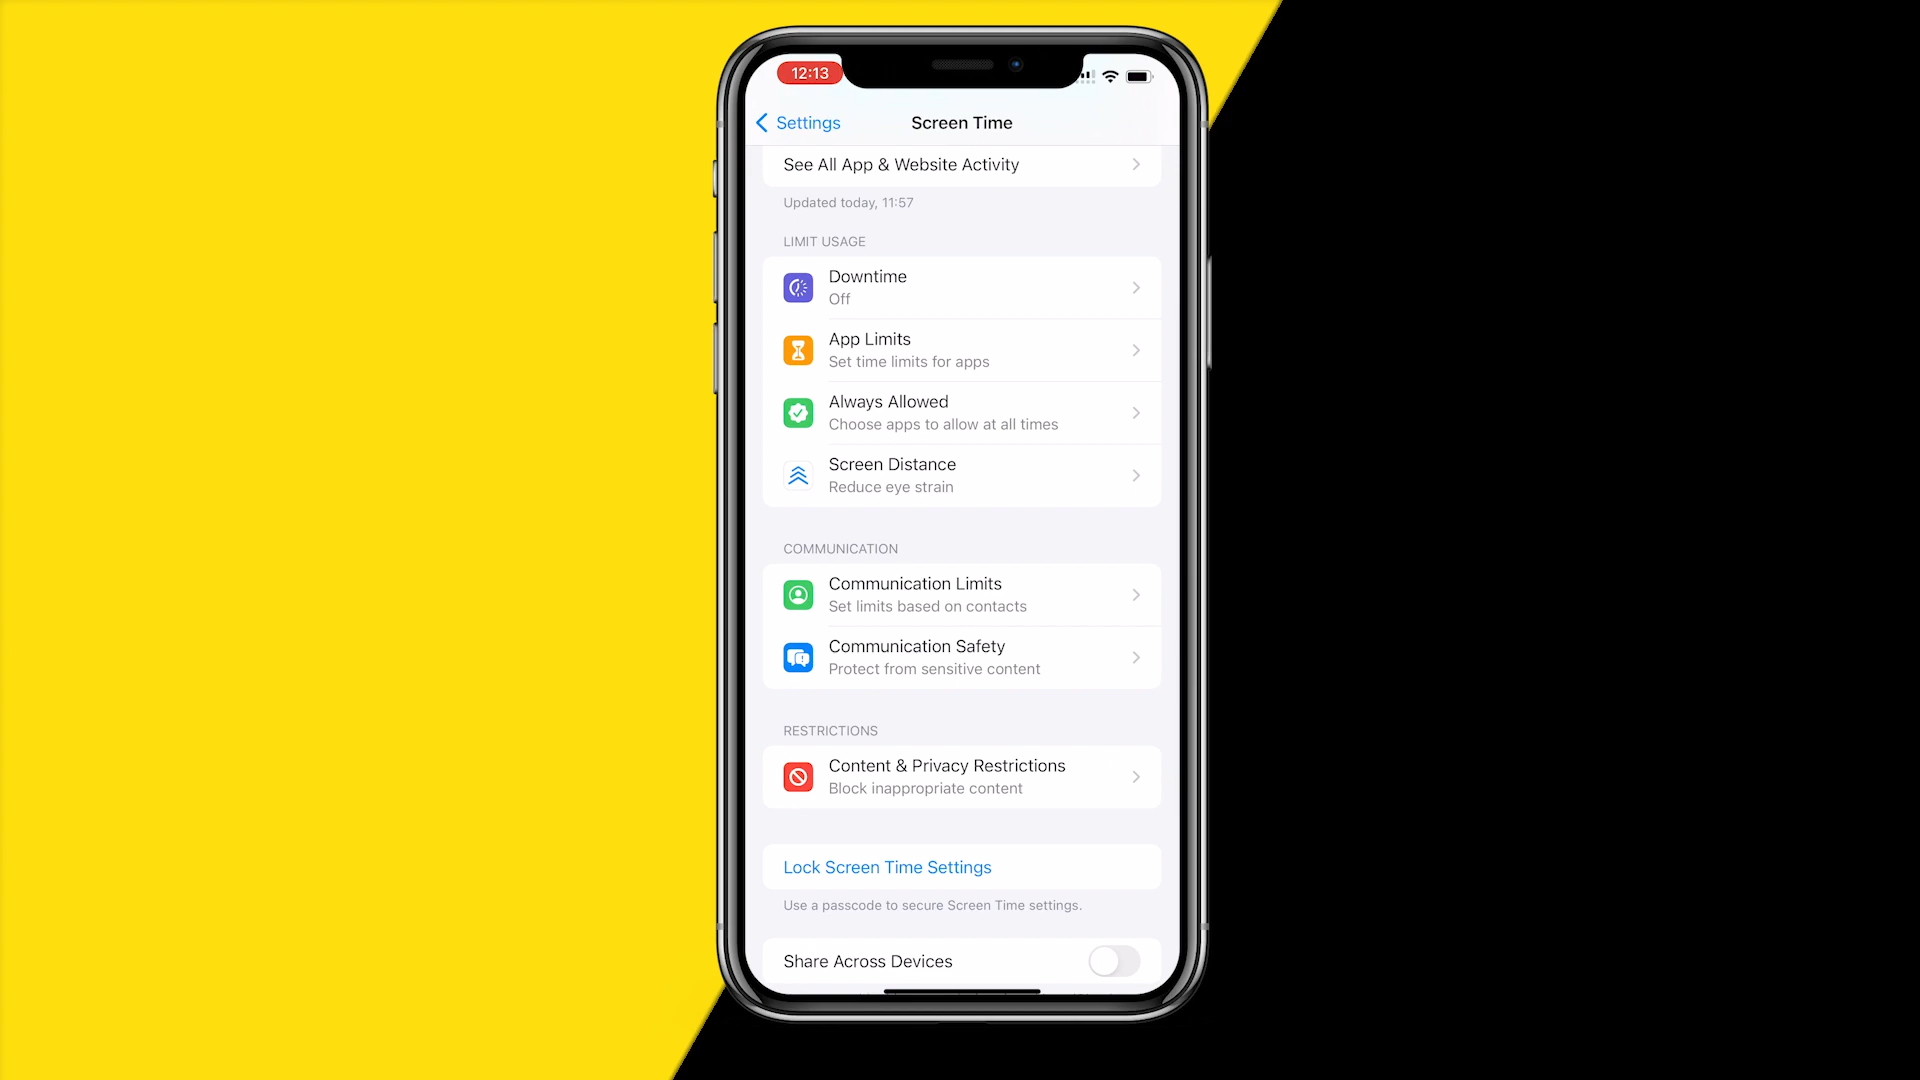 12:13
Settings
Screen Time
See All App & Website Activity
Updated today, 11:57
LIMIT USAGE
Downtime
Off
App Limits
Set time limits for apps
Always Allowed
Choose apps to allow at all times
Screen Distance
Reduce eye strain
COMMUNICATION
Communication Limits
Set limits based on contacts
Communication Safety
Protect from sensitive content
RESTRICTIONS
Content & Privacy Restrictions
Block inappropriate content
Lock Screen Time Settings
Use a passcode to secure Screen Time settings.
Share Across Devices